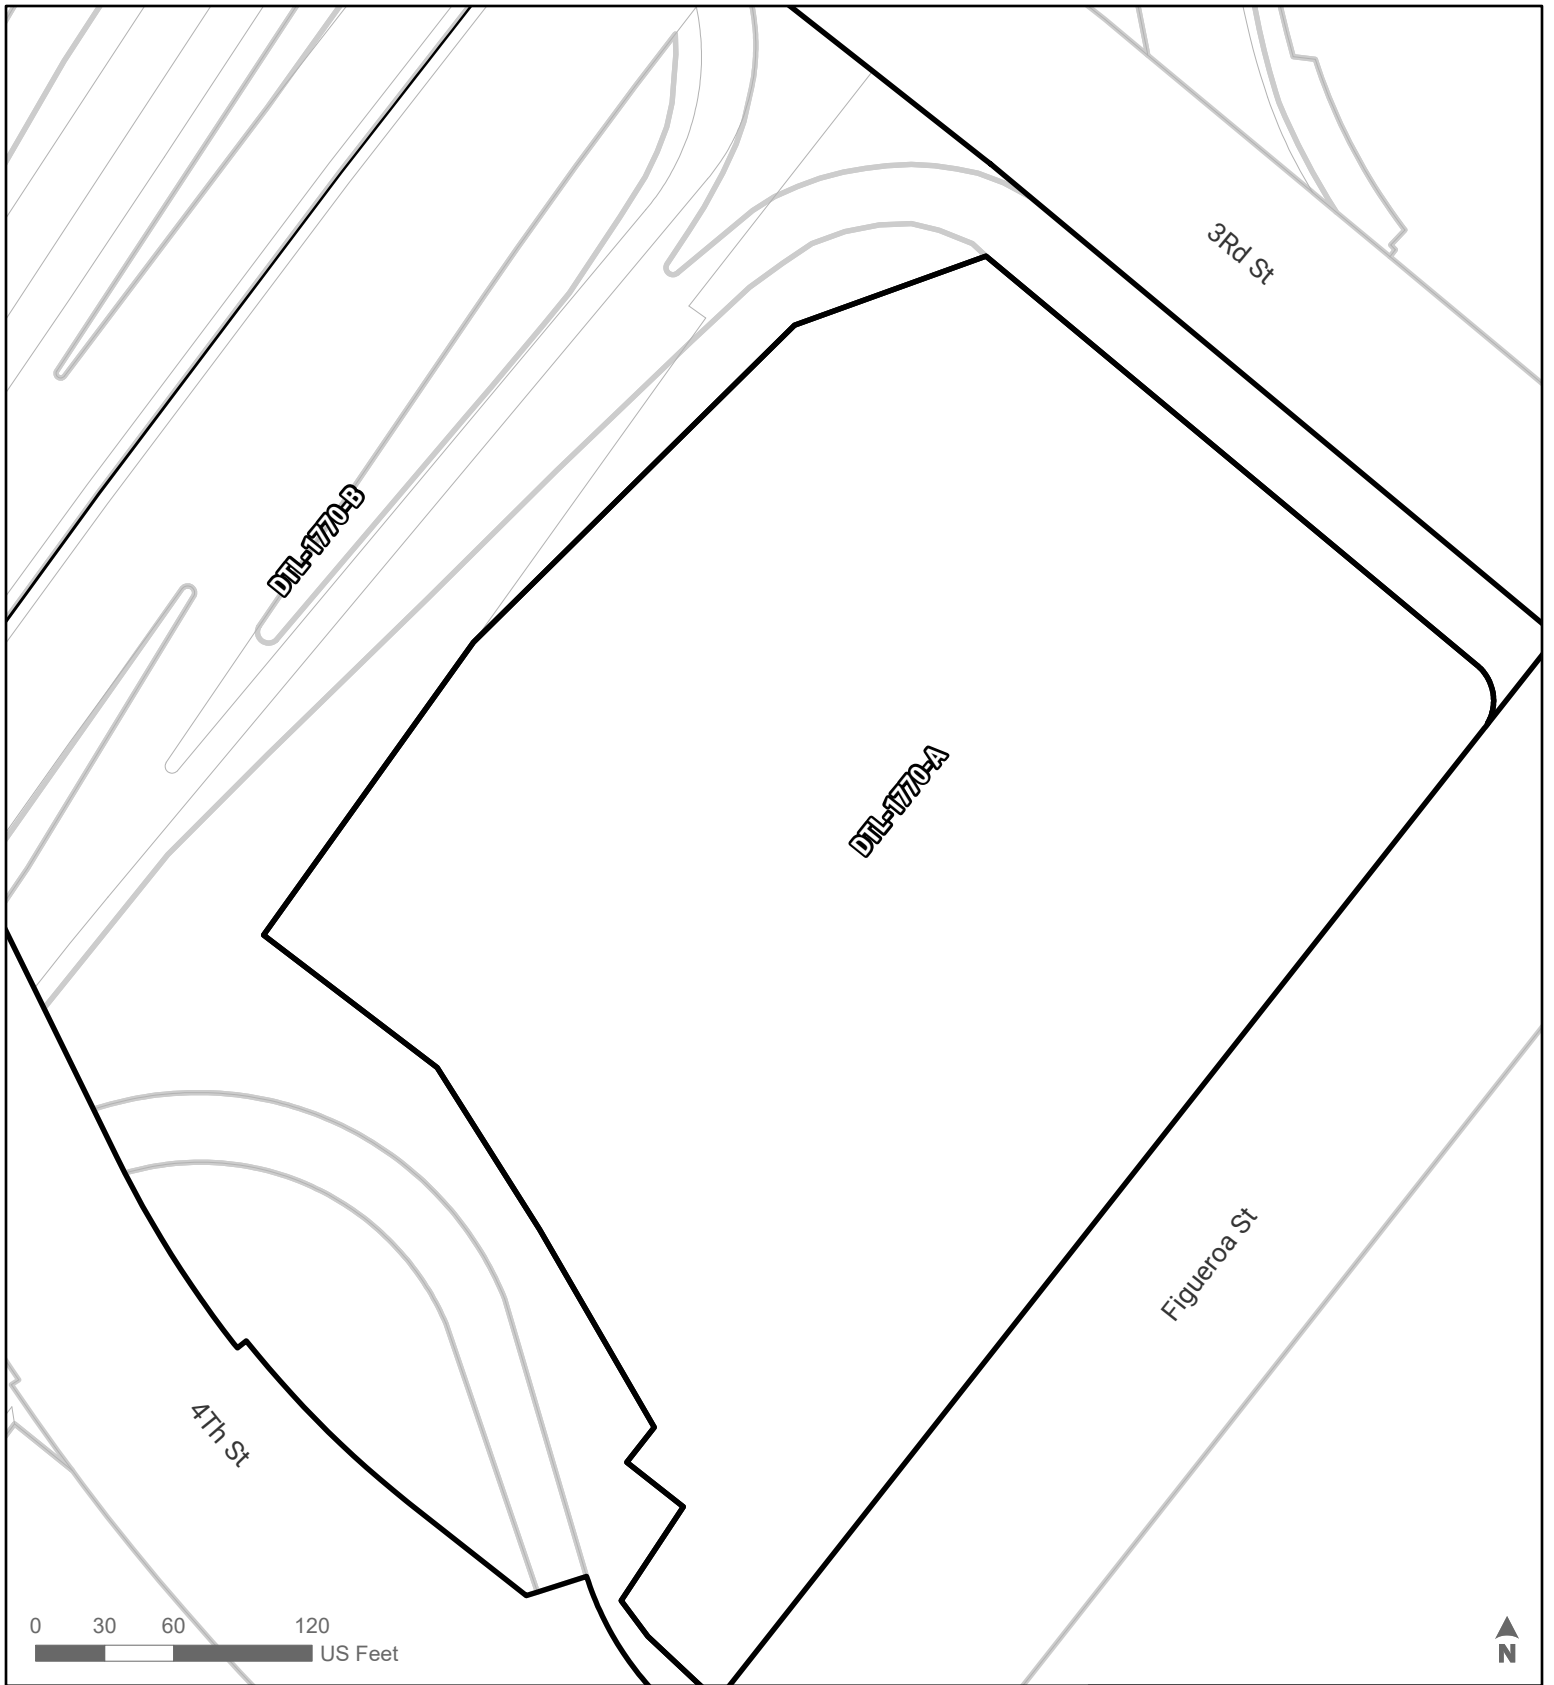 3Rd St
DTL-1770-B
DTL-1770-A
Figueroa St
4Th St
0 30 60 120
US Feet
N